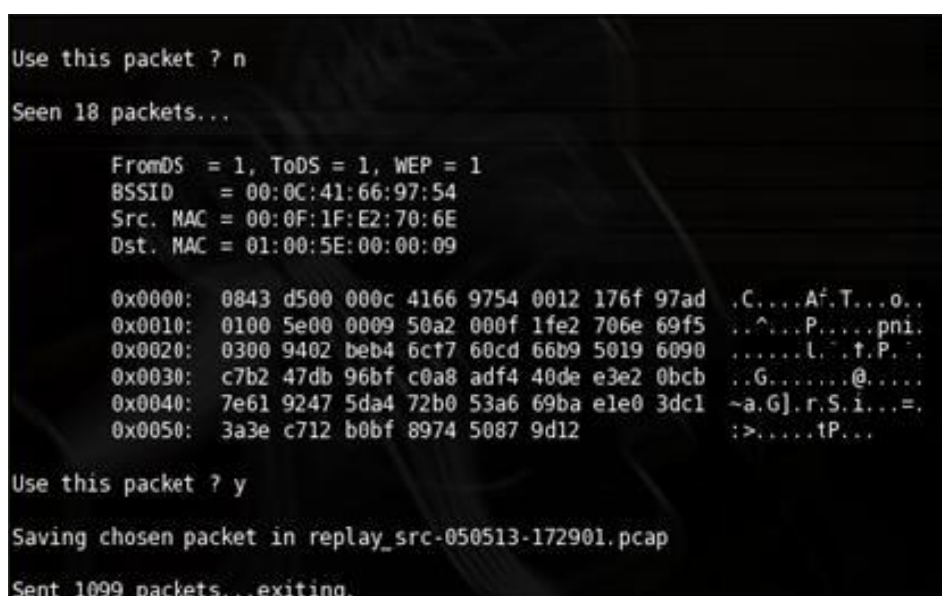 Use this packet ? n
Seen 18 packets...
FromDS = 1, ToDS = 1, WEP = 1
BSSID = 00:0C:41:66:97:54
Src. MAC = 00:0F:1F:E2:70:6E
Dst. MAC = 01:00:5E:00:00:09
0x0000: 0843 d500 000c 4166 9754 0012 176f 97ad .C....Af.T...o..
0x0010: 0100 5e00 0009 50a2 000f 1fe2 706e 69f5 ..^...P.....pni.
0x0020: 0300 9402 beb4 6cf7 60cd 66b9 5019 6090 ......l.`.f.P.`.
0x0030: c7b2 47db 96bf c0a8 adf4 40de e3e2 0bcb ..G.......@.....
0x0040: 7e61 9247 5da4 72b0 53a6 69ba e1e0 3dc1 ~a.G].r.S.i...=.
0x0050: 3a3e c712 b0bf 8974 5087 9d12 :>.....tP...
Use this packet ? y
Saving chosen packet in replay_src-050513-172901.pcap
Sent 1099 packets...exiting.